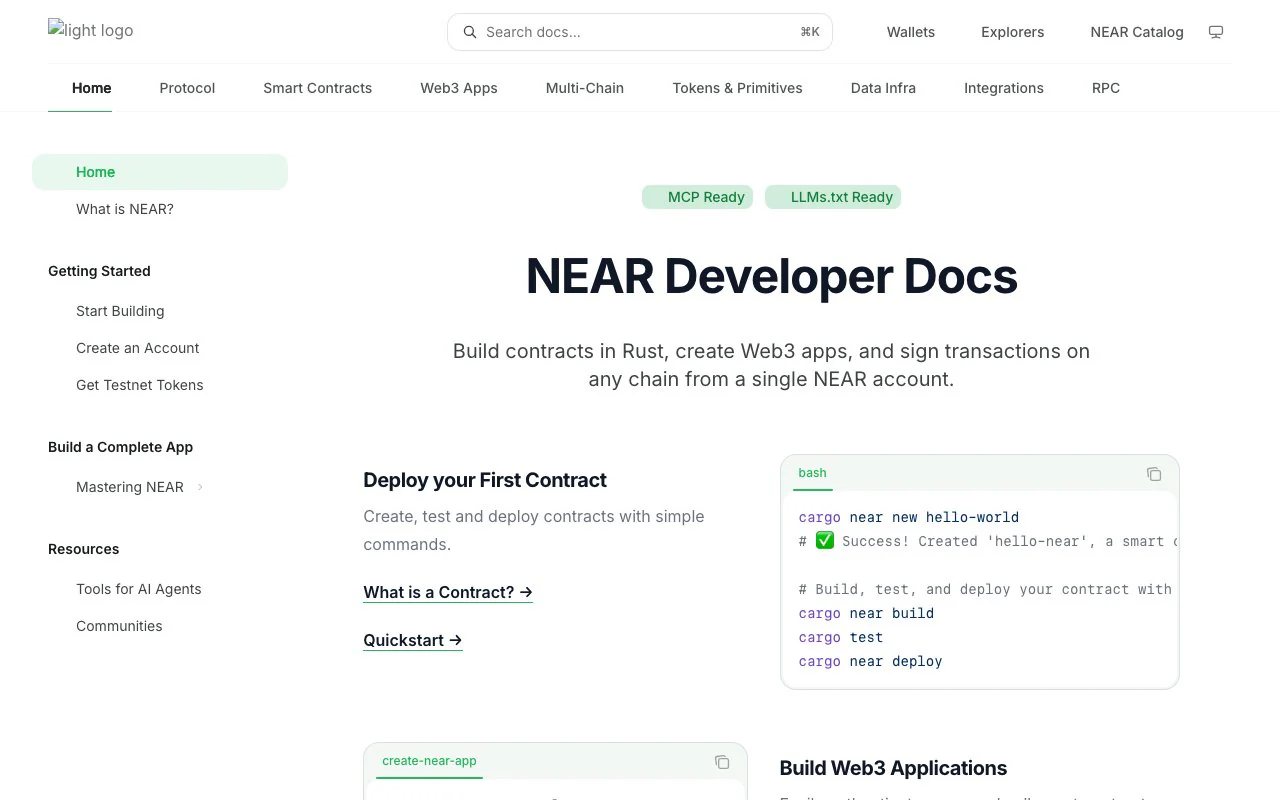 light logo
Search docs...
⌘K
Wallets
Explorers
NEAR Catalog
Home
Protocol
Smart Contracts
Web3 Apps
Multi-Chain
Tokens & Primitives
Data Infra
Integrations
RPC
Home
What is NEAR?
Getting Started
Start Building
Create an Account
Get Testnet Tokens
Build a Complete App
Mastering NEAR
Resources
Tools for AI Agents
Communities
MCP Ready
LLMs.txt Ready
NEAR Developer Docs
Build contracts in Rust, create Web3 apps, and sign transactions on
any chain from a single NEAR account.
Deploy your First Contract
Create, test and deploy contracts with simple
commands.
What is a Contract? →
Quickstart →
bash
cargo near new hello-world
# ✅ Success! Created 'hello-near', a smart
# Build, test, and deploy your contract with
cargo near build
cargo test
cargo near deploy
create-near-app
Build Web3 Applications